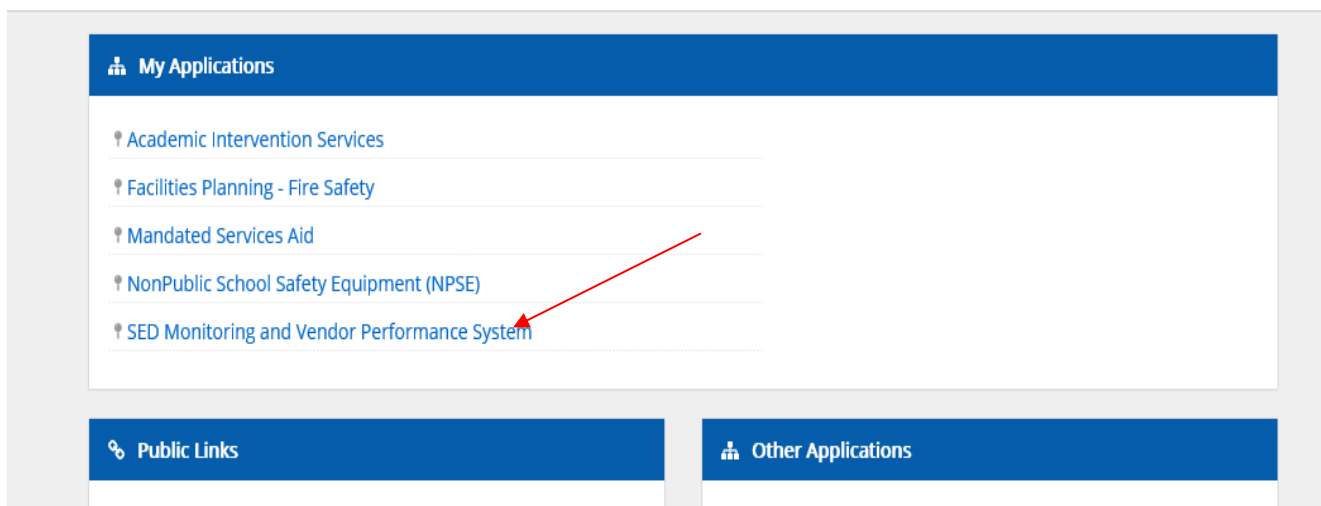 My Applications
Academic Intervention Services
Facilities Planning - Fire Safety
Mandated Services Aid
NonPublic School Safety Equipment (NPSE)
SED Monitoring and Vendor Performance System
Public Links
Other Applications